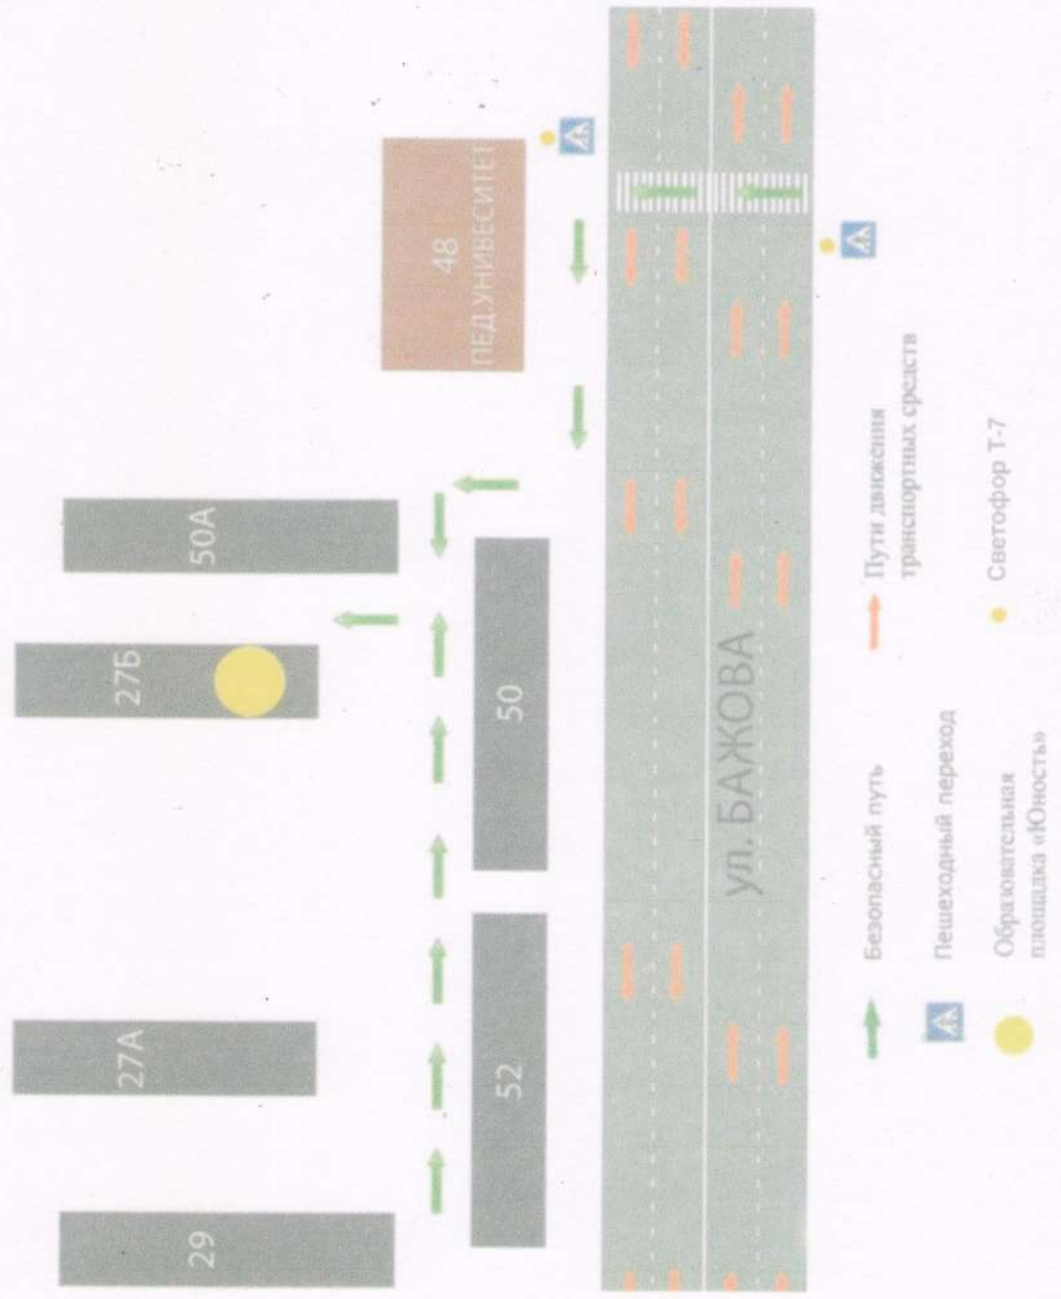 29
27А
27Б
50А
52
50
48
ПЕД.УНИВЕСИТЕТ
ул. БАЖОВА
Безопасный путь
Пешеходный переход
Образовательная
площадка «Юность»
Пути движения
транспортных средств
Светофор Т-7